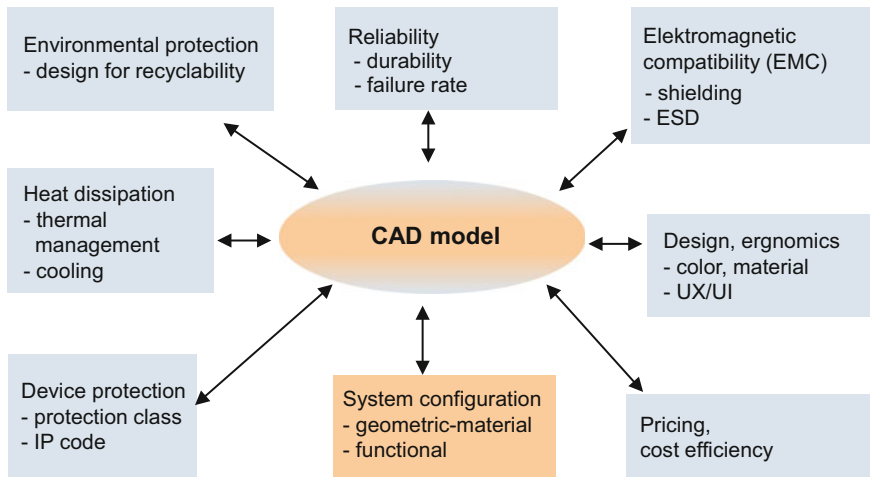 Environmental protection
- design for recyclability
Reliability
- durability
- failure rate
Elektromagnetic
compatibility (EMC)
- shielding
- ESD
Heat dissipation
- thermal
management
- cooling
CAD model
Design, ergnomics
- color, material
- UX/UI
Device protection
- protection class
- IP code
System configuration
- geometric-material
- functional
Pricing,
cost efficiency